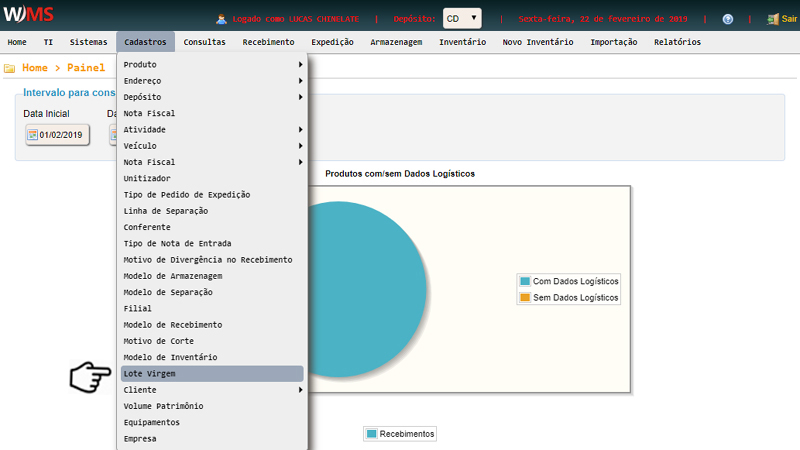 WMS
Logado como LUCAS CHINELATE | Depósito: CD | Sexta-feira, 22 de fevereiro de 2019 | | Sair
Home TI Sistemas Cadastros Consultas Recebimento Expedição Armazenagem Inventário Novo Inventário Importação Relatórios
Home > Painel
Intervalo para cons
Data Inicial Da
01/02/2019
Produto
Endereço
Depósito
Nota Fiscal
Atividade
Veículo
Nota Fiscal
Unitizador
Tipo de Pedido de Expedição
Linha de Separação
Conferente
Tipo de Nota de Entrada
Motivo de Divergência no Recebimento
Modelo de Armazenagem
Modelo de Separação
Filial
Modelo de Recebimento
Motivo de Corte
Modelo de Inventário
Lote Virgem
Cliente
Volume Patrimônio
Equipamentos
Empresa
Produtos com/sem Dados Logísticos
Com Dados Logísticos
Sem Dados Logísticos
Recebimentos